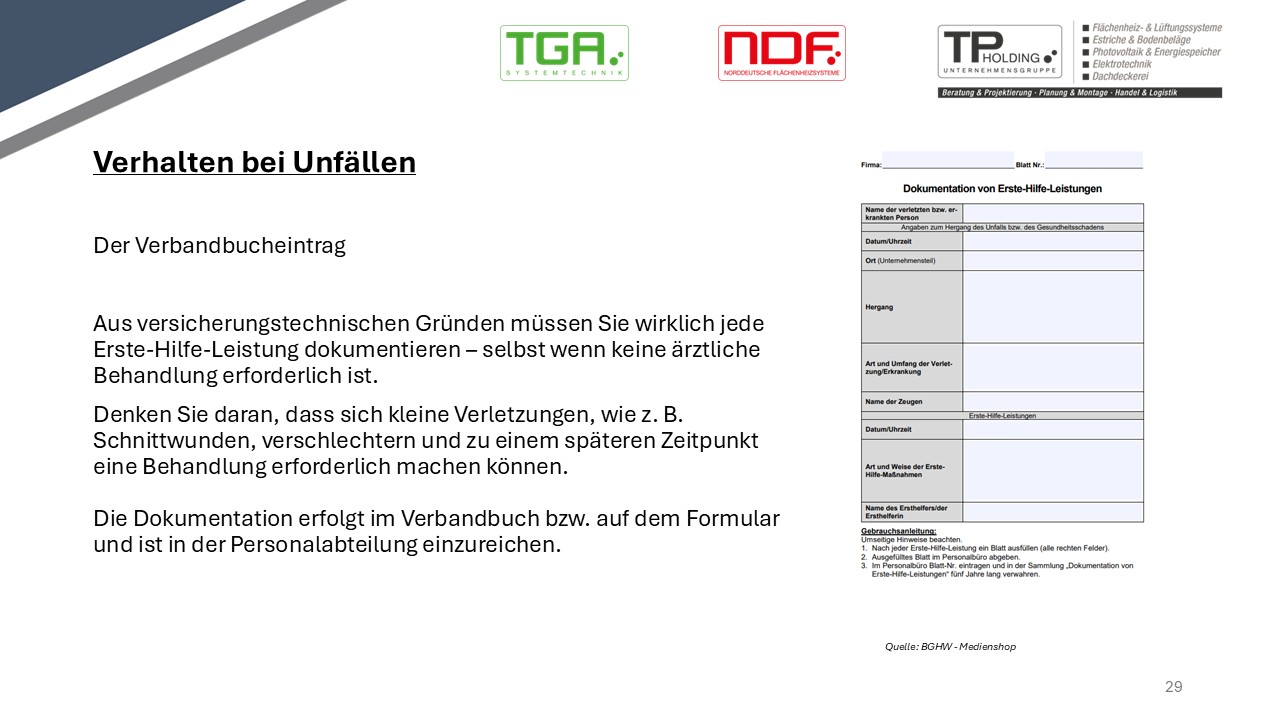 TGA
SYSTEMTECHNIK
NDF
NORDDEUTSCHE FLÄCHENHEIZSYSTEME
TP HOLDING
UNTERNEHMENSGRUPPE
Flächenheiz- & Lüftungssysteme
Estriche & Bodenbeläge
Photovoltaik & Energiespeicher
Elektrotechnik
Dachdeckerei
Beratung & Projektierung · Planung & Montage · Handel & Logistik
Verhalten bei Unfällen
Der Verbandbucheintrag
Aus versicherungstechnischen Gründen müssen Sie wirklich jede
Erste-Hilfe-Leistung dokumentieren – selbst wenn keine ärztliche
Behandlung erforderlich ist.
Denken Sie daran, dass sich kleine Verletzungen, wie z. B.
Schnittwunden, verschlechtern und zu einem späteren Zeitpunkt
eine Behandlung erforderlich machen können.
Die Dokumentation erfolgt im Verbandbuch bzw. auf dem Formular
und ist in der Personalabteilung einzureichen.
Firma: Blatt Nr.:
Dokumentation von Erste-Hilfe-Leistungen
Name der verletzten bzw. er-
krankten Person
Angaben zum Hergang des Unfalls bzw. des Gesundheitsschadens
Datum/Uhrzeit
Ort (Unternehmensteil)
Hergang
Art und Umfang der Verlet-
zung/Erkrankung
Name der Zeugen
Erste-Hilfe-Leistungen
Datum/Uhrzeit
Art und Weise der Erste-
Hilfe-Maßnahmen
Name des Ersthelfers/der
Ersthelferin
Gebrauchsanleitung:
Umseitige Hinweise beachten.
1. Nach jeder Erste-Hilfe-Leistung ein Blatt ausfüllen (alle rechten Felder).
2. Ausgefülltes Blatt im Personalbüro abgeben.
3. Im Personalbüro Blatt-Nr. eintragen und in der Sammlung „Dokumentation von
Erste-Hilfe-Leistungen" fünf Jahre lang verwahren.
Quelle: BGHW - Medienshop
29